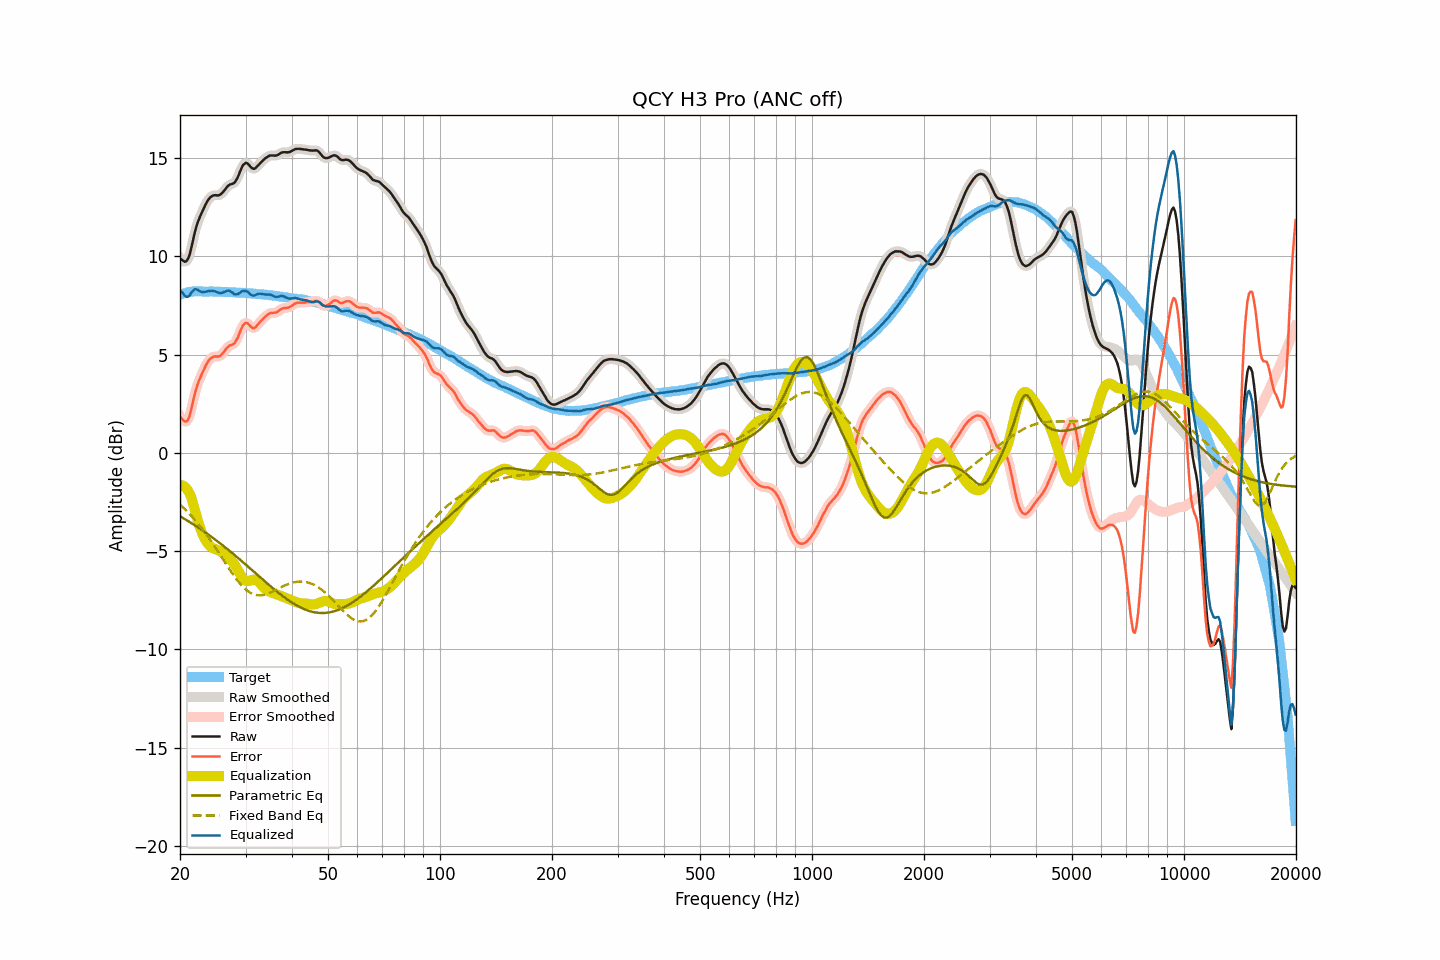 QCY H3 Pro (ANC off)
Amplitude (dBr)
15
10
5
0
−5
−10
−15
−20
Target
Raw Smoothed
Error Smoothed
Raw
Error
Equalization
Parametric Eq
Fixed Band Eq
Equalized
20 50 100 200 500 1000 2000 5000 10000 20000
Frequency (Hz)